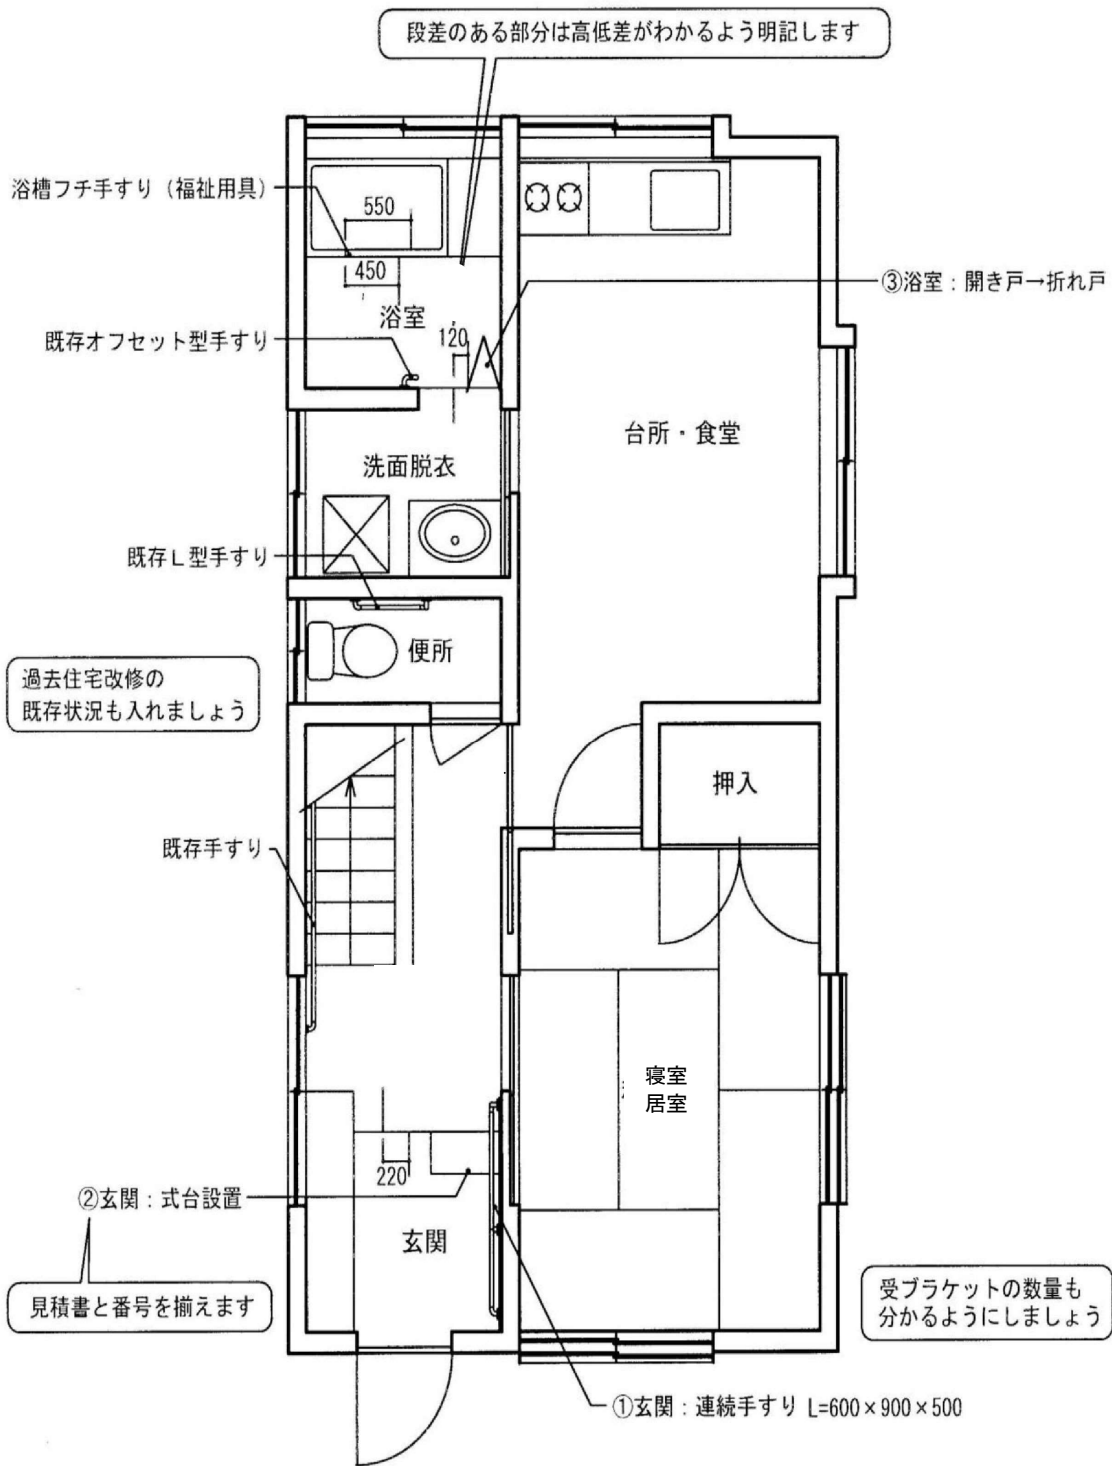 段差のある部分は高低差がわかるよう明記します
浴槽フチ手すり（福祉用具）
550
450
③浴室：開き戸→折れ戸
浴室
既存オフセット型手すり
120
台所・食堂
洗面脱衣
既存Ｌ型手すり
便所
過去住宅改修の
既存状況も入れましょう
押入
既存手すり
寝室
居室
220
②玄関：式台設置
玄関
見積書と番号を揃えます
受ブラケットの数量も
分かるようにしましょう
①玄関：連続手すり L=600×900×500